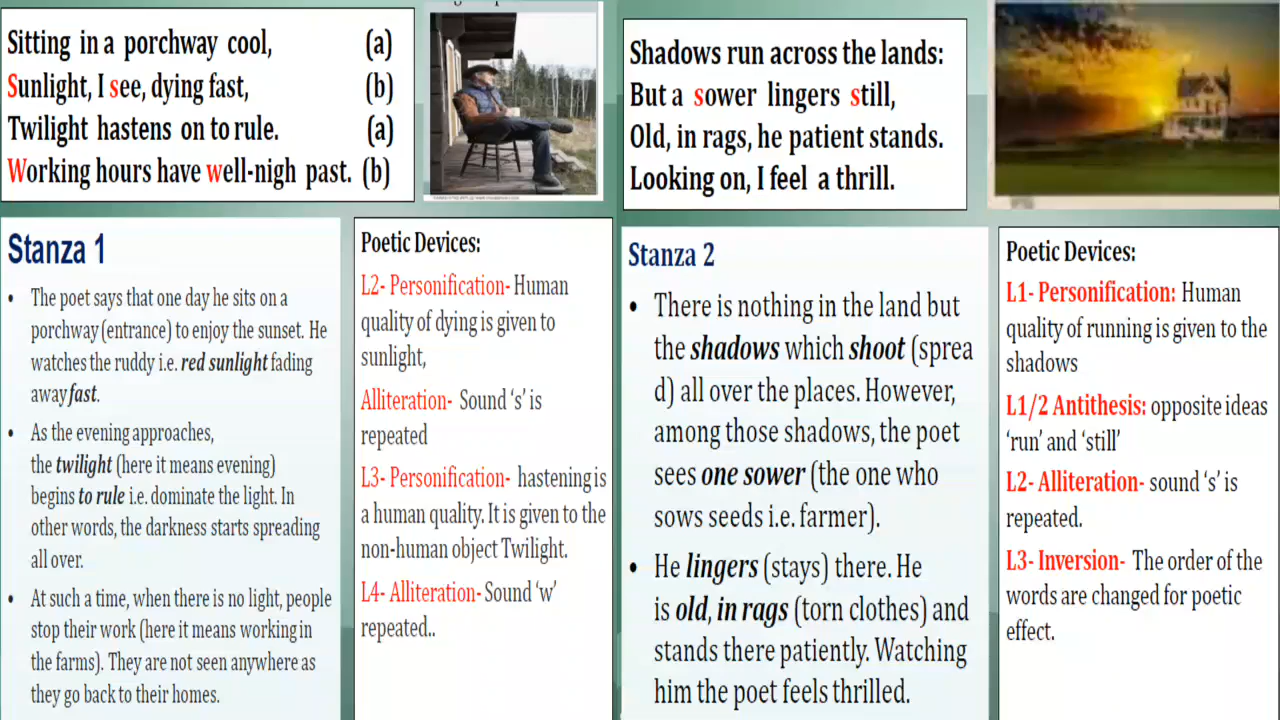 Sitting in a porchway cool, (a)
Sunlight, I see, dying fast, (b)
Twilight hastens on to rule. (a)
Working hours have well-nigh past. (b)
Stanza 1
• The poet says that one day he sits on a
porchway (entrance) to enjoy the sunset. He
watches the ruddy i.e. red sunlight fading
away fast.
• As the evening approaches,
the twilight (here it means evening)
begins to rule i.e. dominate the light. In
other words, the darkness starts spreading
all over.
• At such a time, when there is no light, people
stop their work (here it means working in
the farms). They are not seen anywhere as
they go back to their homes.
Poetic Devices:
L2- Personification- Human
quality of dying is given to
sunlight,
Alliteration- Sound ‘s’ is
repeated
L3- Personification- hastening is
a human quality. It is given to the
non-human object Twilight.
L4- Alliteration- Sound ‘w’
repeated..
Shadows run across the lands:
But a sower lingers still,
Old, in rags, he patient stands.
Looking on, I feel a thrill.
Stanza 2
• There is nothing in the land but
the shadows which shoot (sprea
d) all over the places. However,
among those shadows, the poet
sees one sower (the one who
sows seeds i.e. farmer).
• He lingers (stays) there. He
is old, in rags (torn clothes) and
stands there patiently. Watching
him the poet feels thrilled.
Poetic Devices:
L1- Personification: Human
quality of running is given to the
shadows
L1/2 Antithesis: opposite ideas
‘run’ and ‘still’
L2- Alliteration- sound ‘s’ is
repeated.
L3- Inversion- The order of the
words are changed for poetic
effect.